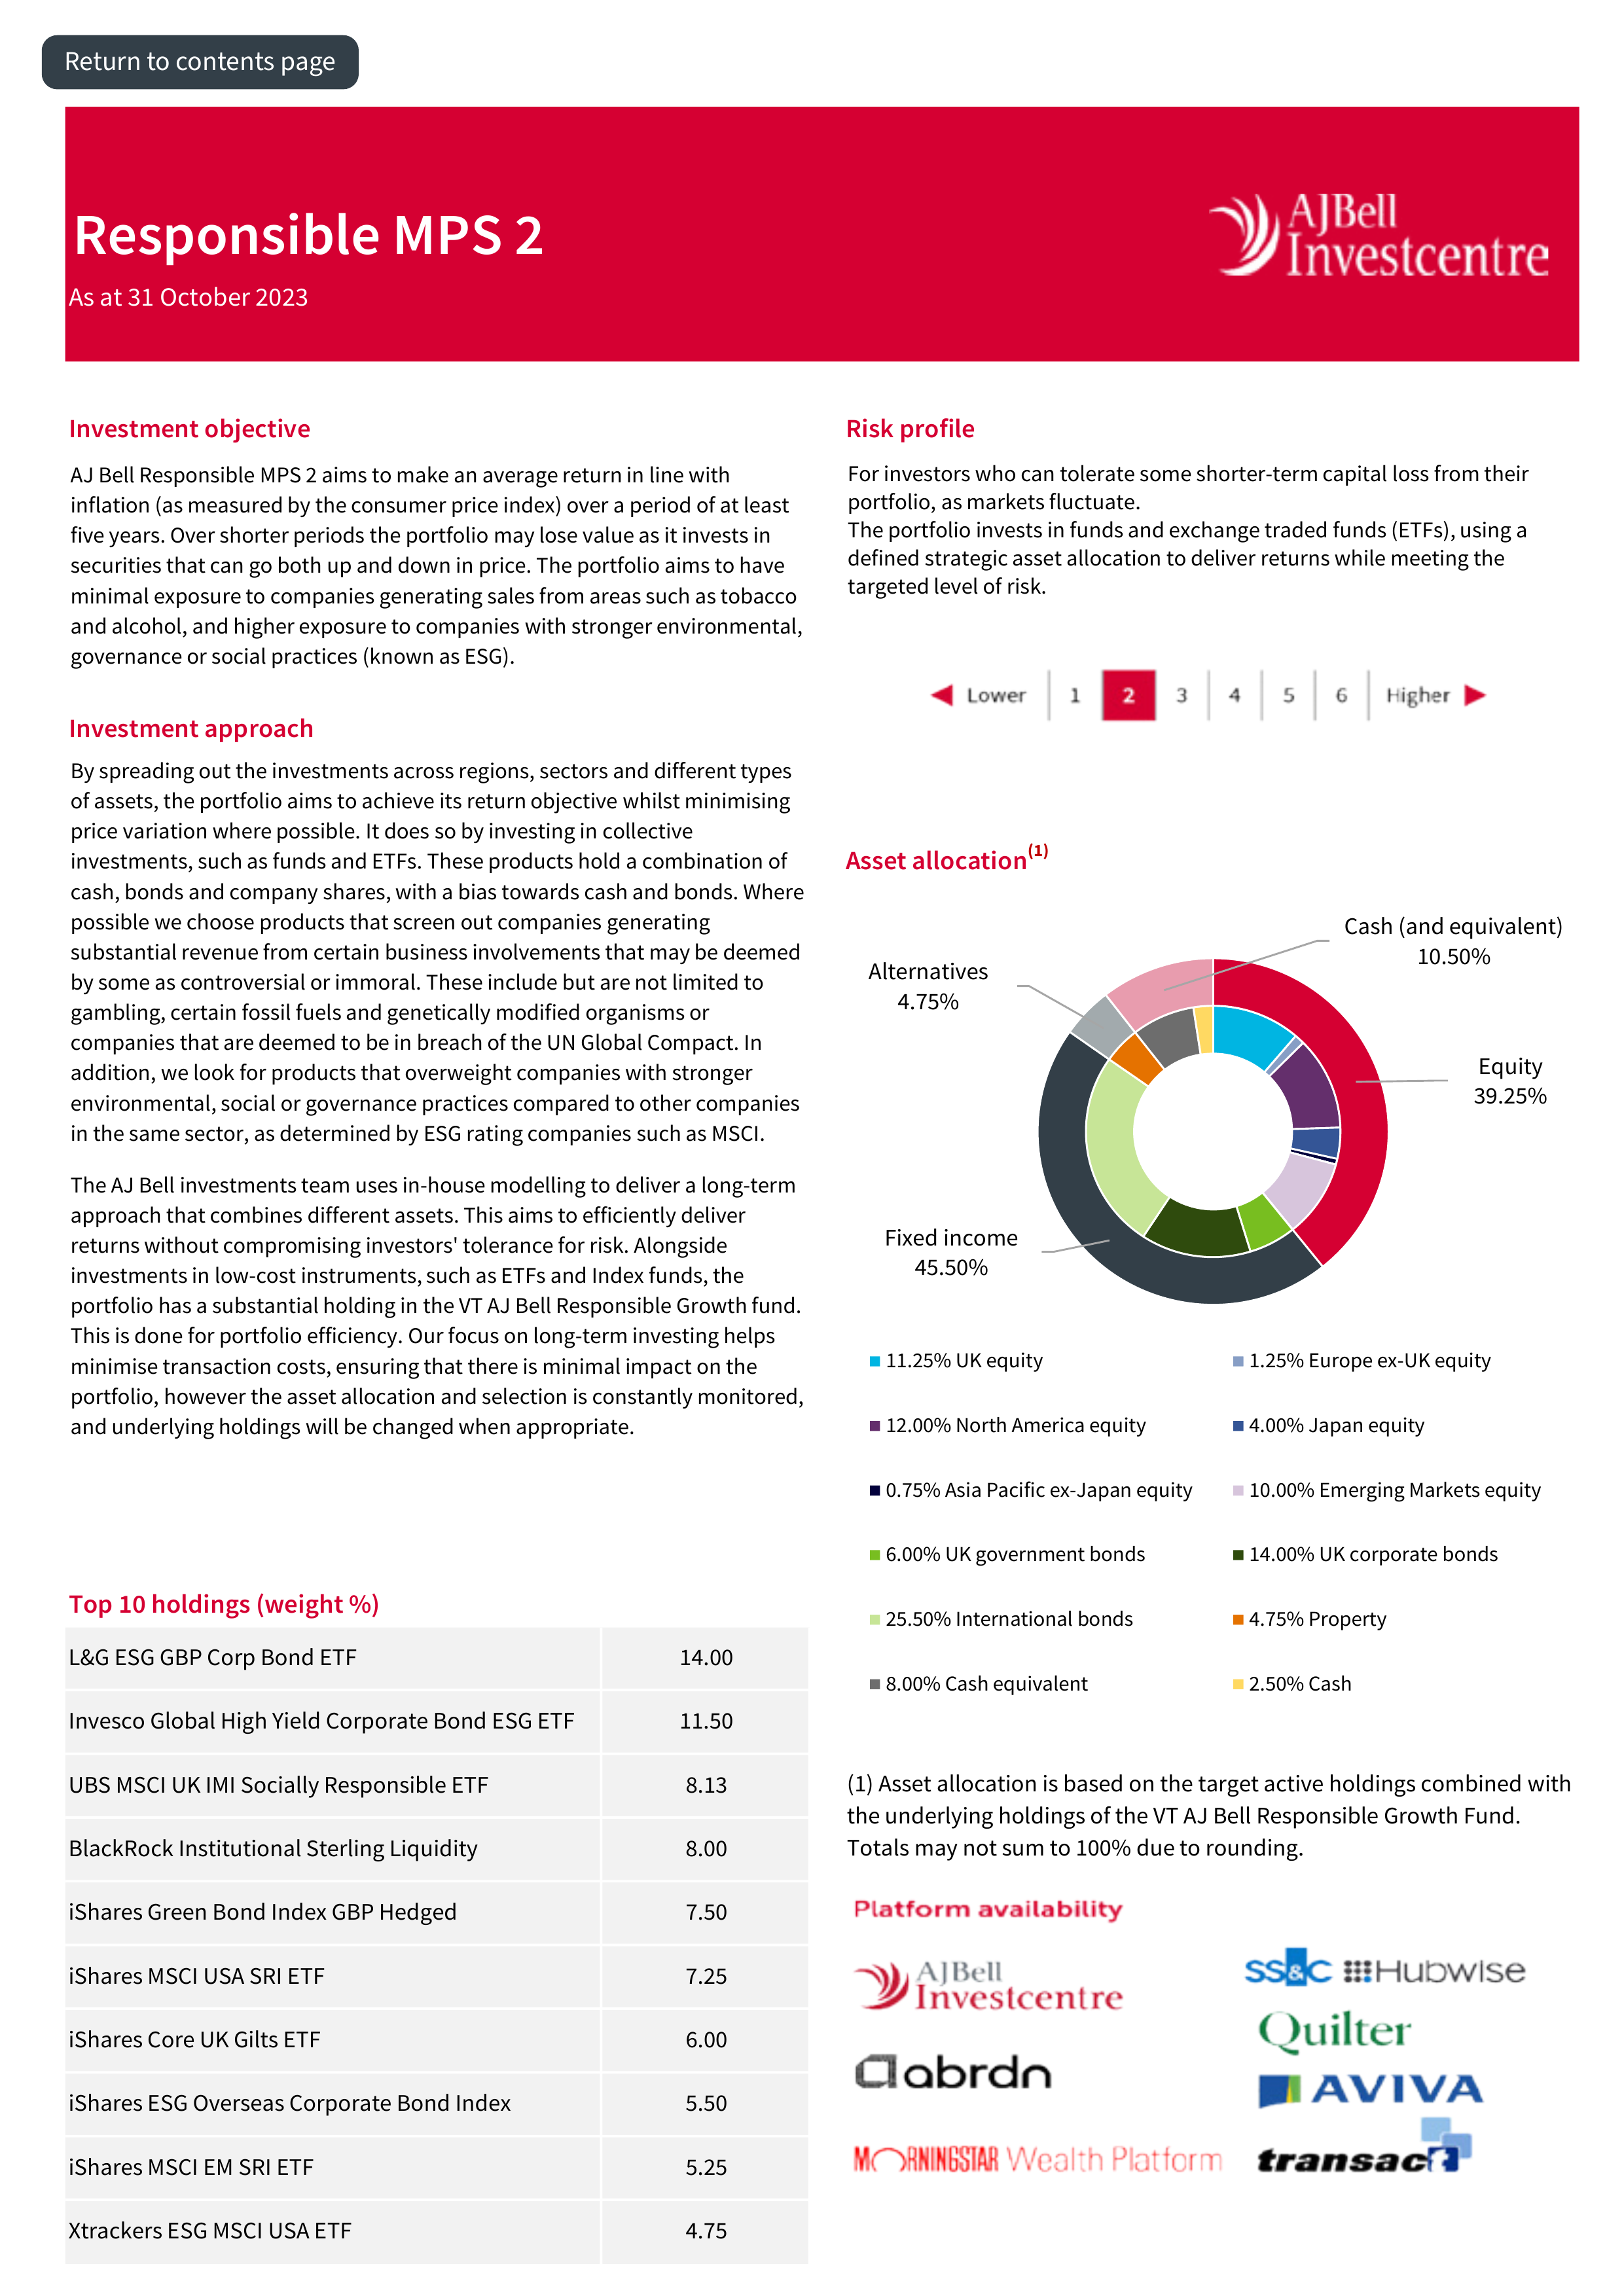 Return to contents page
Responsible MPS 2
As at 31 October 2023
AJBell
Investcentre
Investment objective
AJ Bell Responsible MPS 2 aims to make an average return in line with
inflation (as measured by the consumer price index) over a period of at least
five years. Over shorter periods the portfolio may lose value as it invests in
securities that can go both up and down in price. The portfolio aims to have
minimal exposure to companies generating sales from areas such as tobacco
and alcohol, and higher exposure to companies with stronger environmental,
governance or social practices (known as ESG).
Investment approach
By spreading out the investments across regions, sectors and different types
of assets, the portfolio aims to achieve its return objective whilst minimising
price variation where possible. It does so by investing in collective
investments, such as funds and ETFs. These products hold a combination of
cash, bonds and company shares, with a bias towards cash and bonds. Where
possible we choose products that screen out companies generating
substantial revenue from certain business involvements that may be deemed
by some as controversial or immoral. These include but are not limited to
gambling, certain fossil fuels and genetically modified organisms or
companies that are deemed to be in breach of the UN Global Compact. In
addition, we look for products that overweight companies with stronger
environmental, social or governance practices compared to other companies
in the same sector, as determined by ESG rating companies such as MSCI.
The AJ Bell investments team uses in-house modelling to deliver a long-term
approach that combines different assets. This aims to efficiently deliver
returns without compromising investors' tolerance for risk. Alongside
investments in low-cost instruments, such as ETFs and Index funds, the
portfolio has a substantial holding in the VT AJ Bell Responsible Growth fund.
This is done for portfolio efficiency. Our focus on long-term investing helps
minimise transaction costs, ensuring that there is minimal impact on the
portfolio, however the asset allocation and selection is constantly monitored,
and underlying holdings will be changed when appropriate.
Top 10 holdings (weight %)
L&G ESG GBP Corp Bond ETF 14.00
Invesco Global High Yield Corporate Bond ESG ETF 11.50
UBS MSCI UK IMI Socially Responsible ETF 8.13
BlackRock Institutional Sterling Liquidity 8.00
iShares Green Bond Index GBP Hedged 7.50
iShares MSCI USA SRI ETF 7.25
iShares Core UK Gilts ETF 6.00
iShares ESG Overseas Corporate Bond Index 5.50
iShares MSCI EM SRI ETF 5.25
Xtrackers ESG MSCI USA ETF 4.75
Risk profile
For investors who can tolerate some shorter-term capital loss from their
portfolio, as markets fluctuate.
The portfolio invests in funds and exchange traded funds (ETFs), using a
defined strategic asset allocation to deliver returns while meeting the
targeted level of risk.
Lower 1 2 3 4 5 6 Higher
Asset allocation(1)
Cash (and equivalent)
10.50%
Alternatives
4.75%
Equity
39.25%
Fixed income
45.50%
11.25% UK equity 1.25% Europe ex-UK equity
12.00% North America equity 4.00% Japan equity
0.75% Asia Pacific ex-Japan equity 10.00% Emerging Markets equity
6.00% UK government bonds 14.00% UK corporate bonds
25.50% International bonds 4.75% Property
8.00% Cash equivalent 2.50% Cash
(1) Asset allocation is based on the target active holdings combined with
the underlying holdings of the VT AJ Bell Responsible Growth Fund.
Totals may not sum to 100% due to rounding.
Platform availability
AJBell
Investcentre
SS&C Hubwise
Quilter
abrdn
AVIVA
MORNINGSTAR Wealth Platform
transact